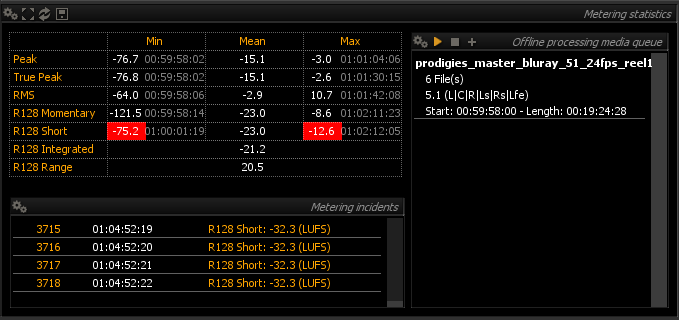 Metering statistics
Min Mean Max
Peak -76.7 00:59:58:02 -15.1 -3.0 01:01:04:06
True Peak -76.8 00:59:58:02 -15.1 -2.6 01:01:30:15
RMS -64.0 00:59:58:06 -2.9 10.7 01:01:42:08
R128 Momentary -121.5 00:59:58:14 -23.0 -8.6 01:02:11:23
R128 Short -75.2 01:00:01:19 -23.0 -12.6 01:02:12:05
R128 Integrated -21.2
R128 Range 20.5
Metering incidents
3715 01:04:52:19 R128 Short: -32.3 (LUFS)
3716 01:04:52:20 R128 Short: -32.3 (LUFS)
3717 01:04:52:21 R128 Short: -32.3 (LUFS)
3718 01:04:52:22 R128 Short: -32.3 (LUFS)
Offline processing media queue
prodigies_master_bluray_51_24fps_reel1
6 File(s)
5.1 (L|C|R|Ls|Rs|Lfe)
Start: 00:59:58:00 - Length: 00:19:24:28